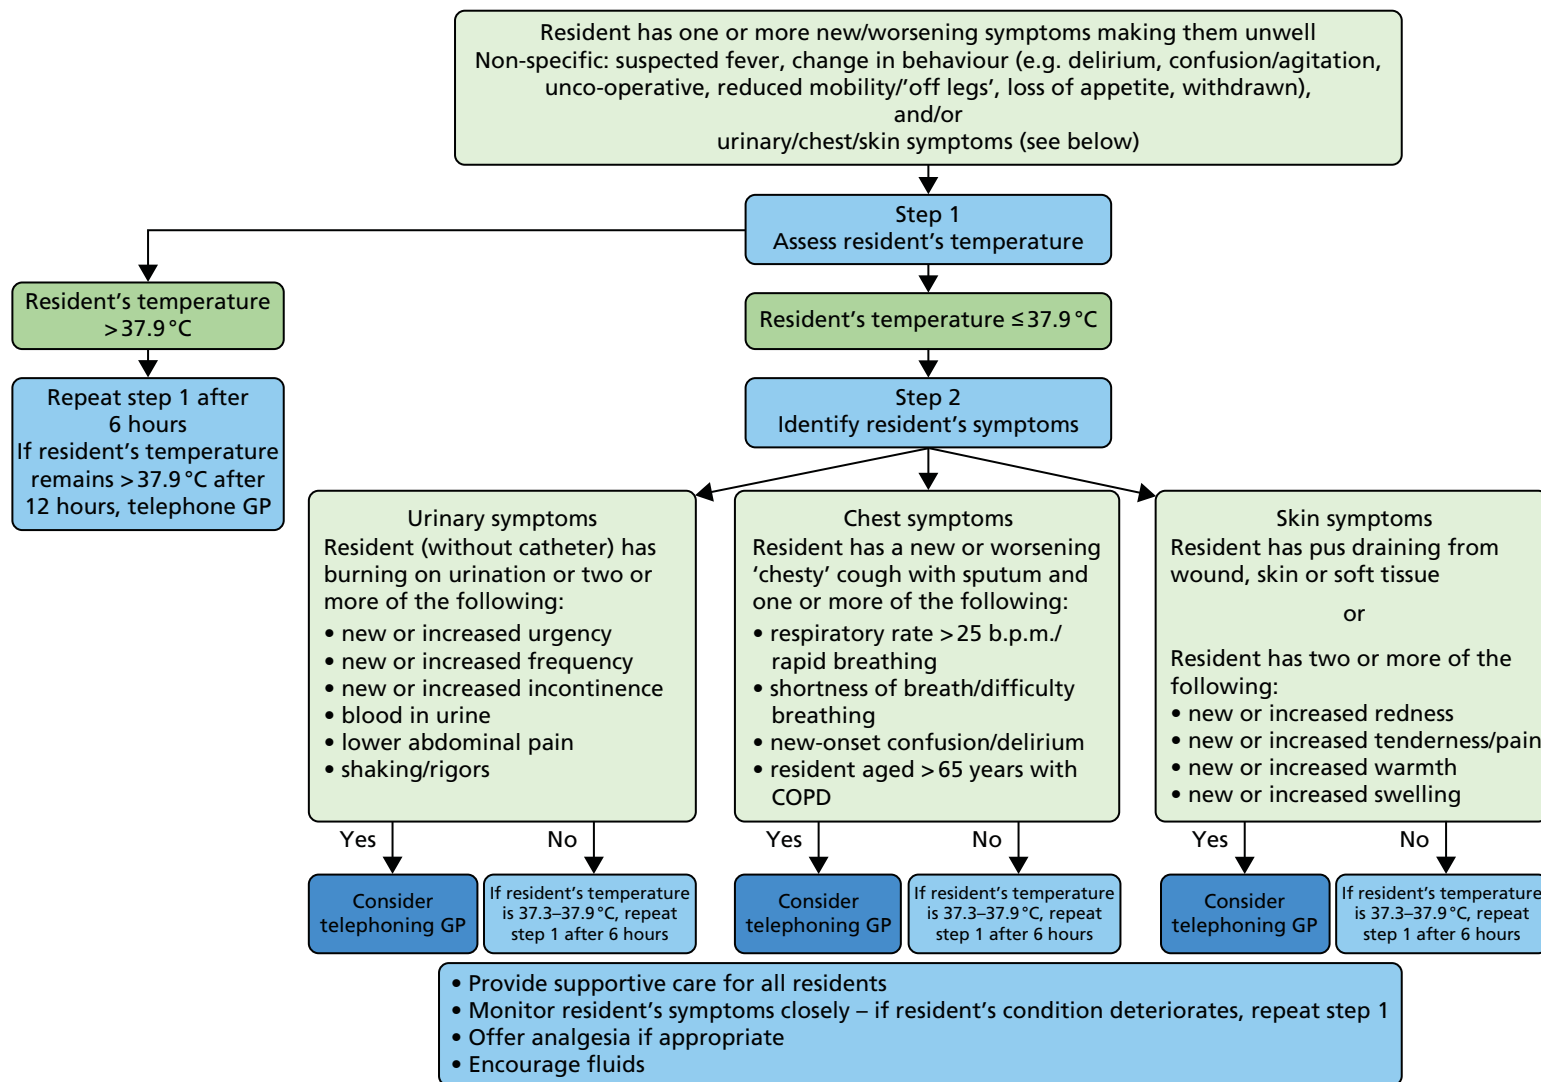 Resident has one or more new/worsening symptoms making them unwell
Non-specific: suspected fever, change in behaviour (e.g. delirium, confusion/agitation,
unco-operative, reduced mobility/'off legs', loss of appetite, withdrawn),
and/or
urinary/chest/skin symptoms (see below)
Step 1
Assess resident's temperature
Resident's temperature
>37.9 °C
Resident's temperature ≤37.9 °C
Repeat step 1 after
6 hours
If resident's temperature
remains >37.9 °C after
12 hours, telephone GP
Step 2
Identify resident's symptoms
Urinary symptoms
Resident (without catheter) has
burning on urination or two or
more of the following:
• new or increased urgency
• new or increased frequency
• new or increased incontinence
• blood in urine
• lower abdominal pain
• shaking/rigors
Chest symptoms
Resident has a new or worsening
'chesty' cough with sputum and
one or more of the following:
• respiratory rate >25 b.p.m./
rapid breathing
• shortness of breath/difficulty
breathing
• new-onset confusion/delirium
• resident aged >65 years with
COPD
Skin symptoms
Resident has pus draining from
wound, skin or soft tissue
or
Resident has two or more of the
following:
• new or increased redness
• new or increased tenderness/pain
• new or increased warmth
• new or increased swelling
Yes
No
Yes
No
Yes
No
Consider
telephoning GP
If resident's temperature
is 37.3–37.9 °C, repeat
step 1 after 6 hours
Consider
telephoning GP
If resident's temperature
is 37.3–37.9 °C, repeat
step 1 after 6 hours
Consider
telephoning GP
If resident's temperature
is 37.3–37.9 °C, repeat
step 1 after 6 hours
• Provide supportive care for all residents
• Monitor resident's symptoms closely – if resident's condition deteriorates, repeat step 1
• Offer analgesia if appropriate
• Encourage fluids